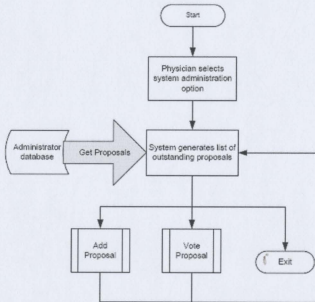 Start
Physician selects
system administration
option
Administrator
database
Get Proposals
System generates list of
outstanding proposals
Add
Proposal
Vote
Proposal
Exit